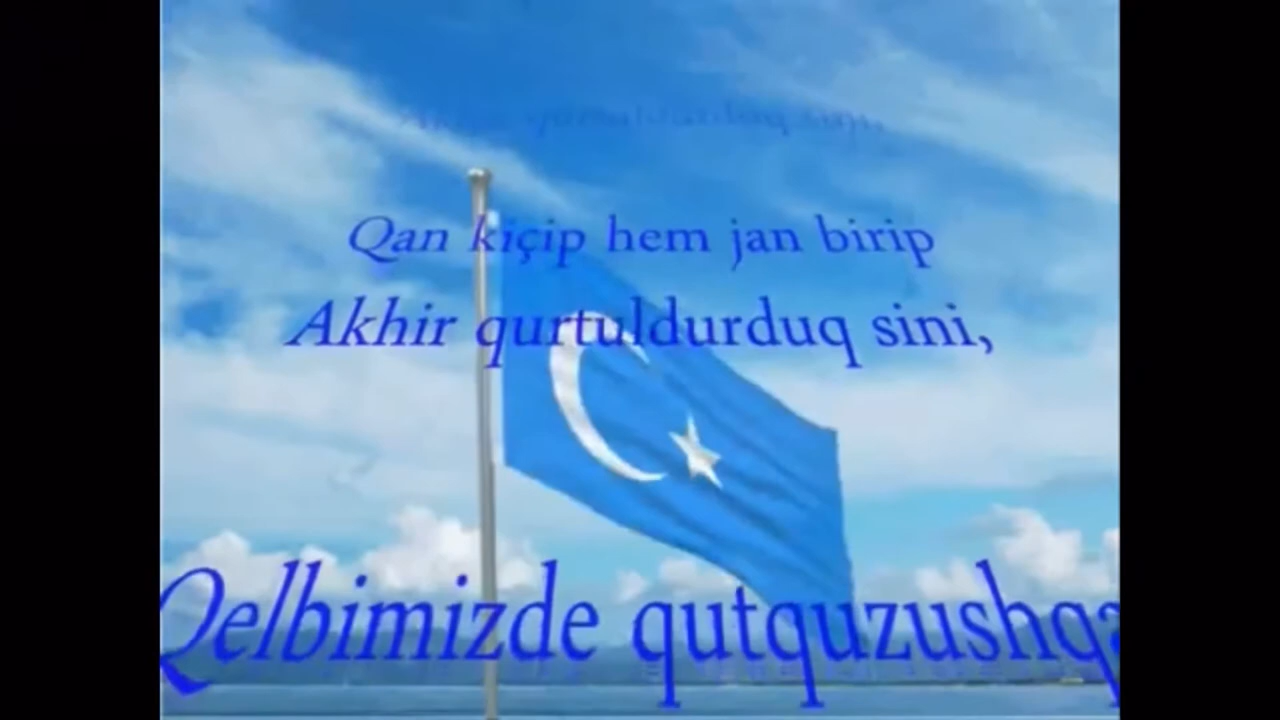 Qan kiçip hem jan birip
Akhir qurtuldurduq sini,
Qelbimizde qutquzushqa